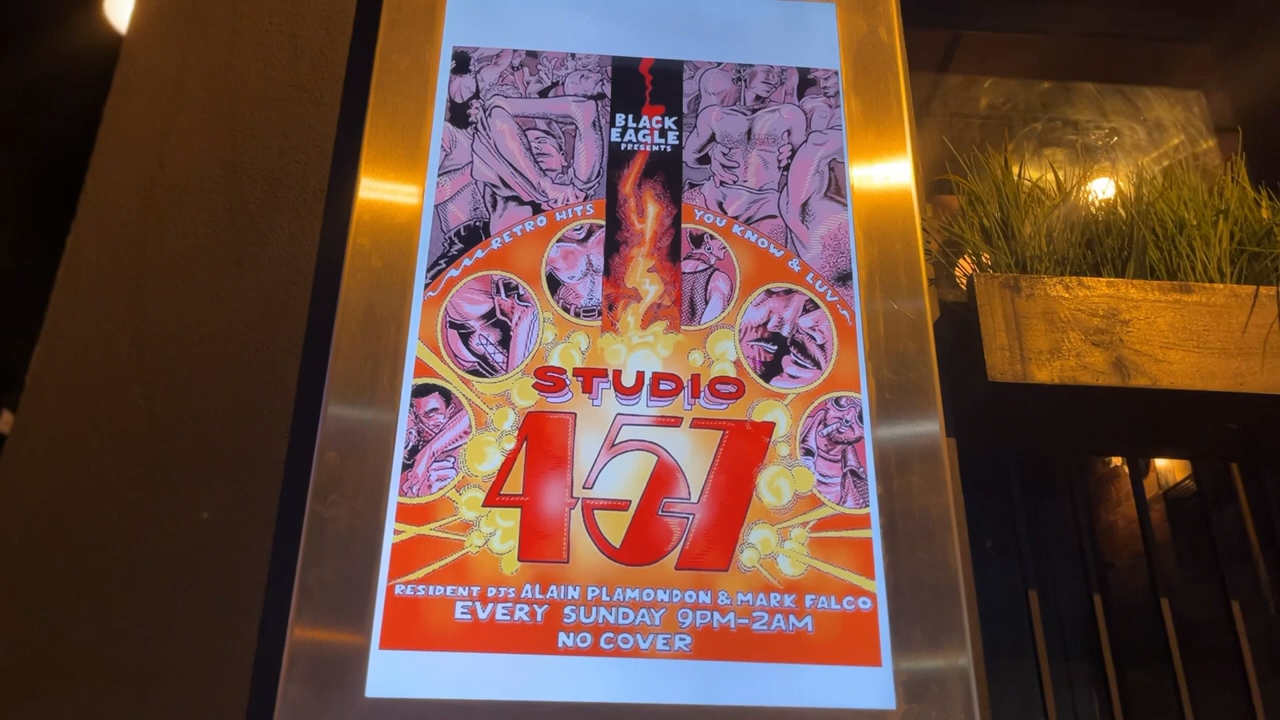 BLACK
EAGLE
PRESENTS
RETRO HITS YOU KNOW & LUV
STUDIO
457
RESIDENT DJS ALAIN PLAMONDON & MARK FALCO
EVERY SUNDAY 9PM-2AM
NO COVER